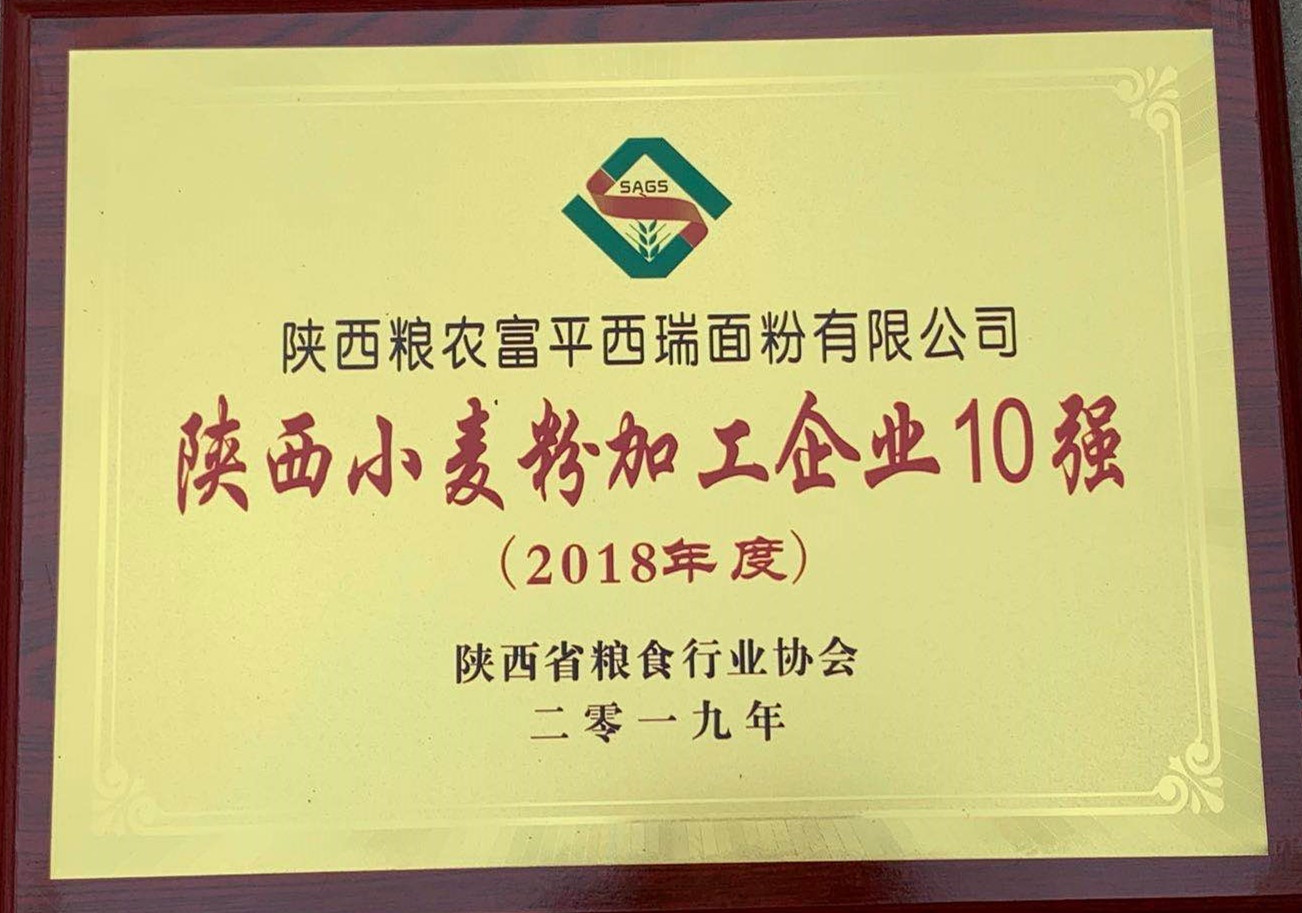 SAGS
陕西粮农富平西瑞面粉有限公司
陕西小麦粉加工企业10强
(2018年度)
陕西省粮食行业协会
二零一九年